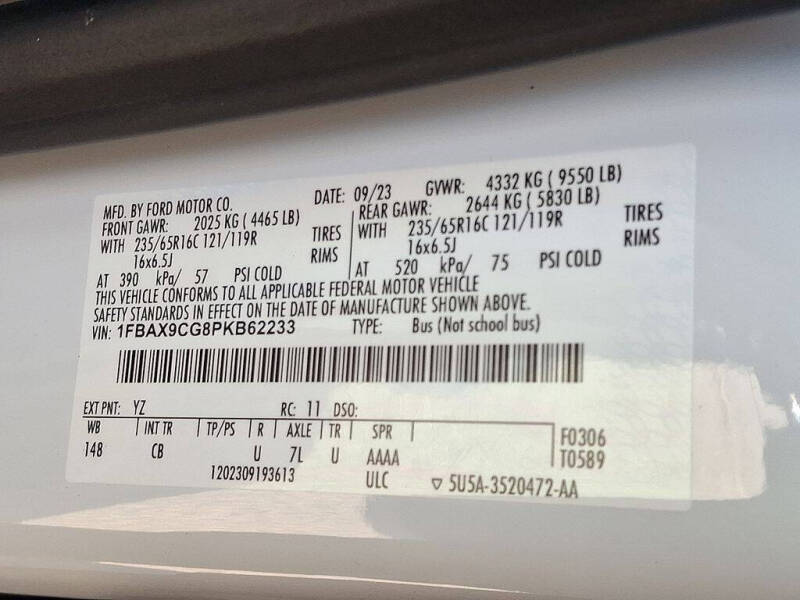 MFD. BY FORD MOTOR CO. DATE: 09/23 GVWR: 4332 KG ( 9550 LB)
FRONT GAWR: 2025 KG ( 4465 LB) REAR GAWR: 2644 KG ( 5830 LB)
WITH 235/65R16C 121/119R TIRES WITH 235/65R16C 121/119R TIRES
16x6.5J RIMS 16x6.5J RIMS
AT 390 kPa/ 57 PSI COLD AT 520 kPa/ 75 PSI COLD
THIS VEHICLE CONFORMS TO ALL APPLICABLE FEDERAL MOTOR VEHICLE
SAFETY STANDARDS IN EFFECT ON THE DATE OF MANUFACTURE SHOWN ABOVE.
VIN: 1FBAX9CG8PKB62233 TYPE: Bus (Not school bus)
EXT PNT: YZ RC: 11 DSO:
WB INT TR TP/PS R AXLE TR SPR F0306
148 CB U 7L U AAAA T0589
1202309193613 ULC ▽ 5U5A-3520472-AA